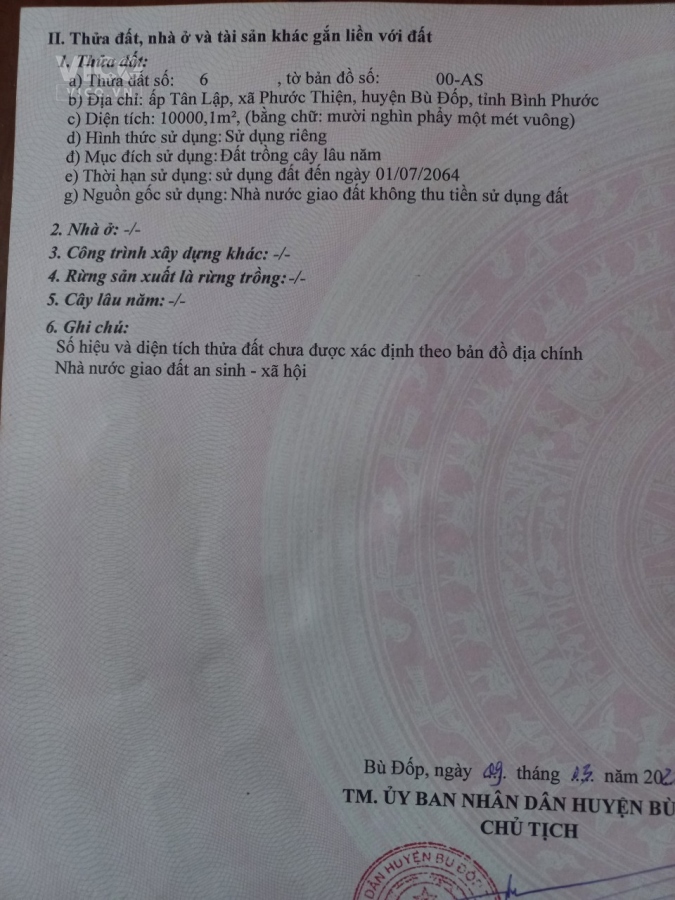 II. Thửa đất, nhà ở và tài sản khác gắn liền với đất
1. Thửa đất:
a) Thửa đất số: 6 , tờ bản đồ số: 00-AS
b) Địa chỉ: ấp Tân Lập, xã Phước Thiện, huyện Bù Đốp, tỉnh Bình Phước
c) Diện tích: 10000,1m², (bằng chữ: mười nghìn phẩy một mét vuông)
d) Hình thức sử dụng: Sử dụng riêng
đ) Mục đích sử dụng: Đất trồng cây lâu năm
e) Thời hạn sử dụng: sử dụng đất đến ngày 01/07/2064
g) Nguồn gốc sử dụng: Nhà nước giao đất không thu tiền sử dụng đất
2. Nhà ở: -/-
3. Công trình xây dựng khác: -/-
4. Rừng sản xuất là rừng trồng: -/-
5. Cây lâu năm: -/-
6. Ghi chú:
Số hiệu và diện tích thửa đất chưa được xác định theo bản đồ địa chính
Nhà nước giao đất an sinh - xã hội
Bù Đốp, ngày 09. tháng .3. năm 202
TM. ỦY BAN NHÂN DÂN HUYỆN BÙ
CHỦ TỊCH
DÂN HUYỆN BÙ ĐỐP